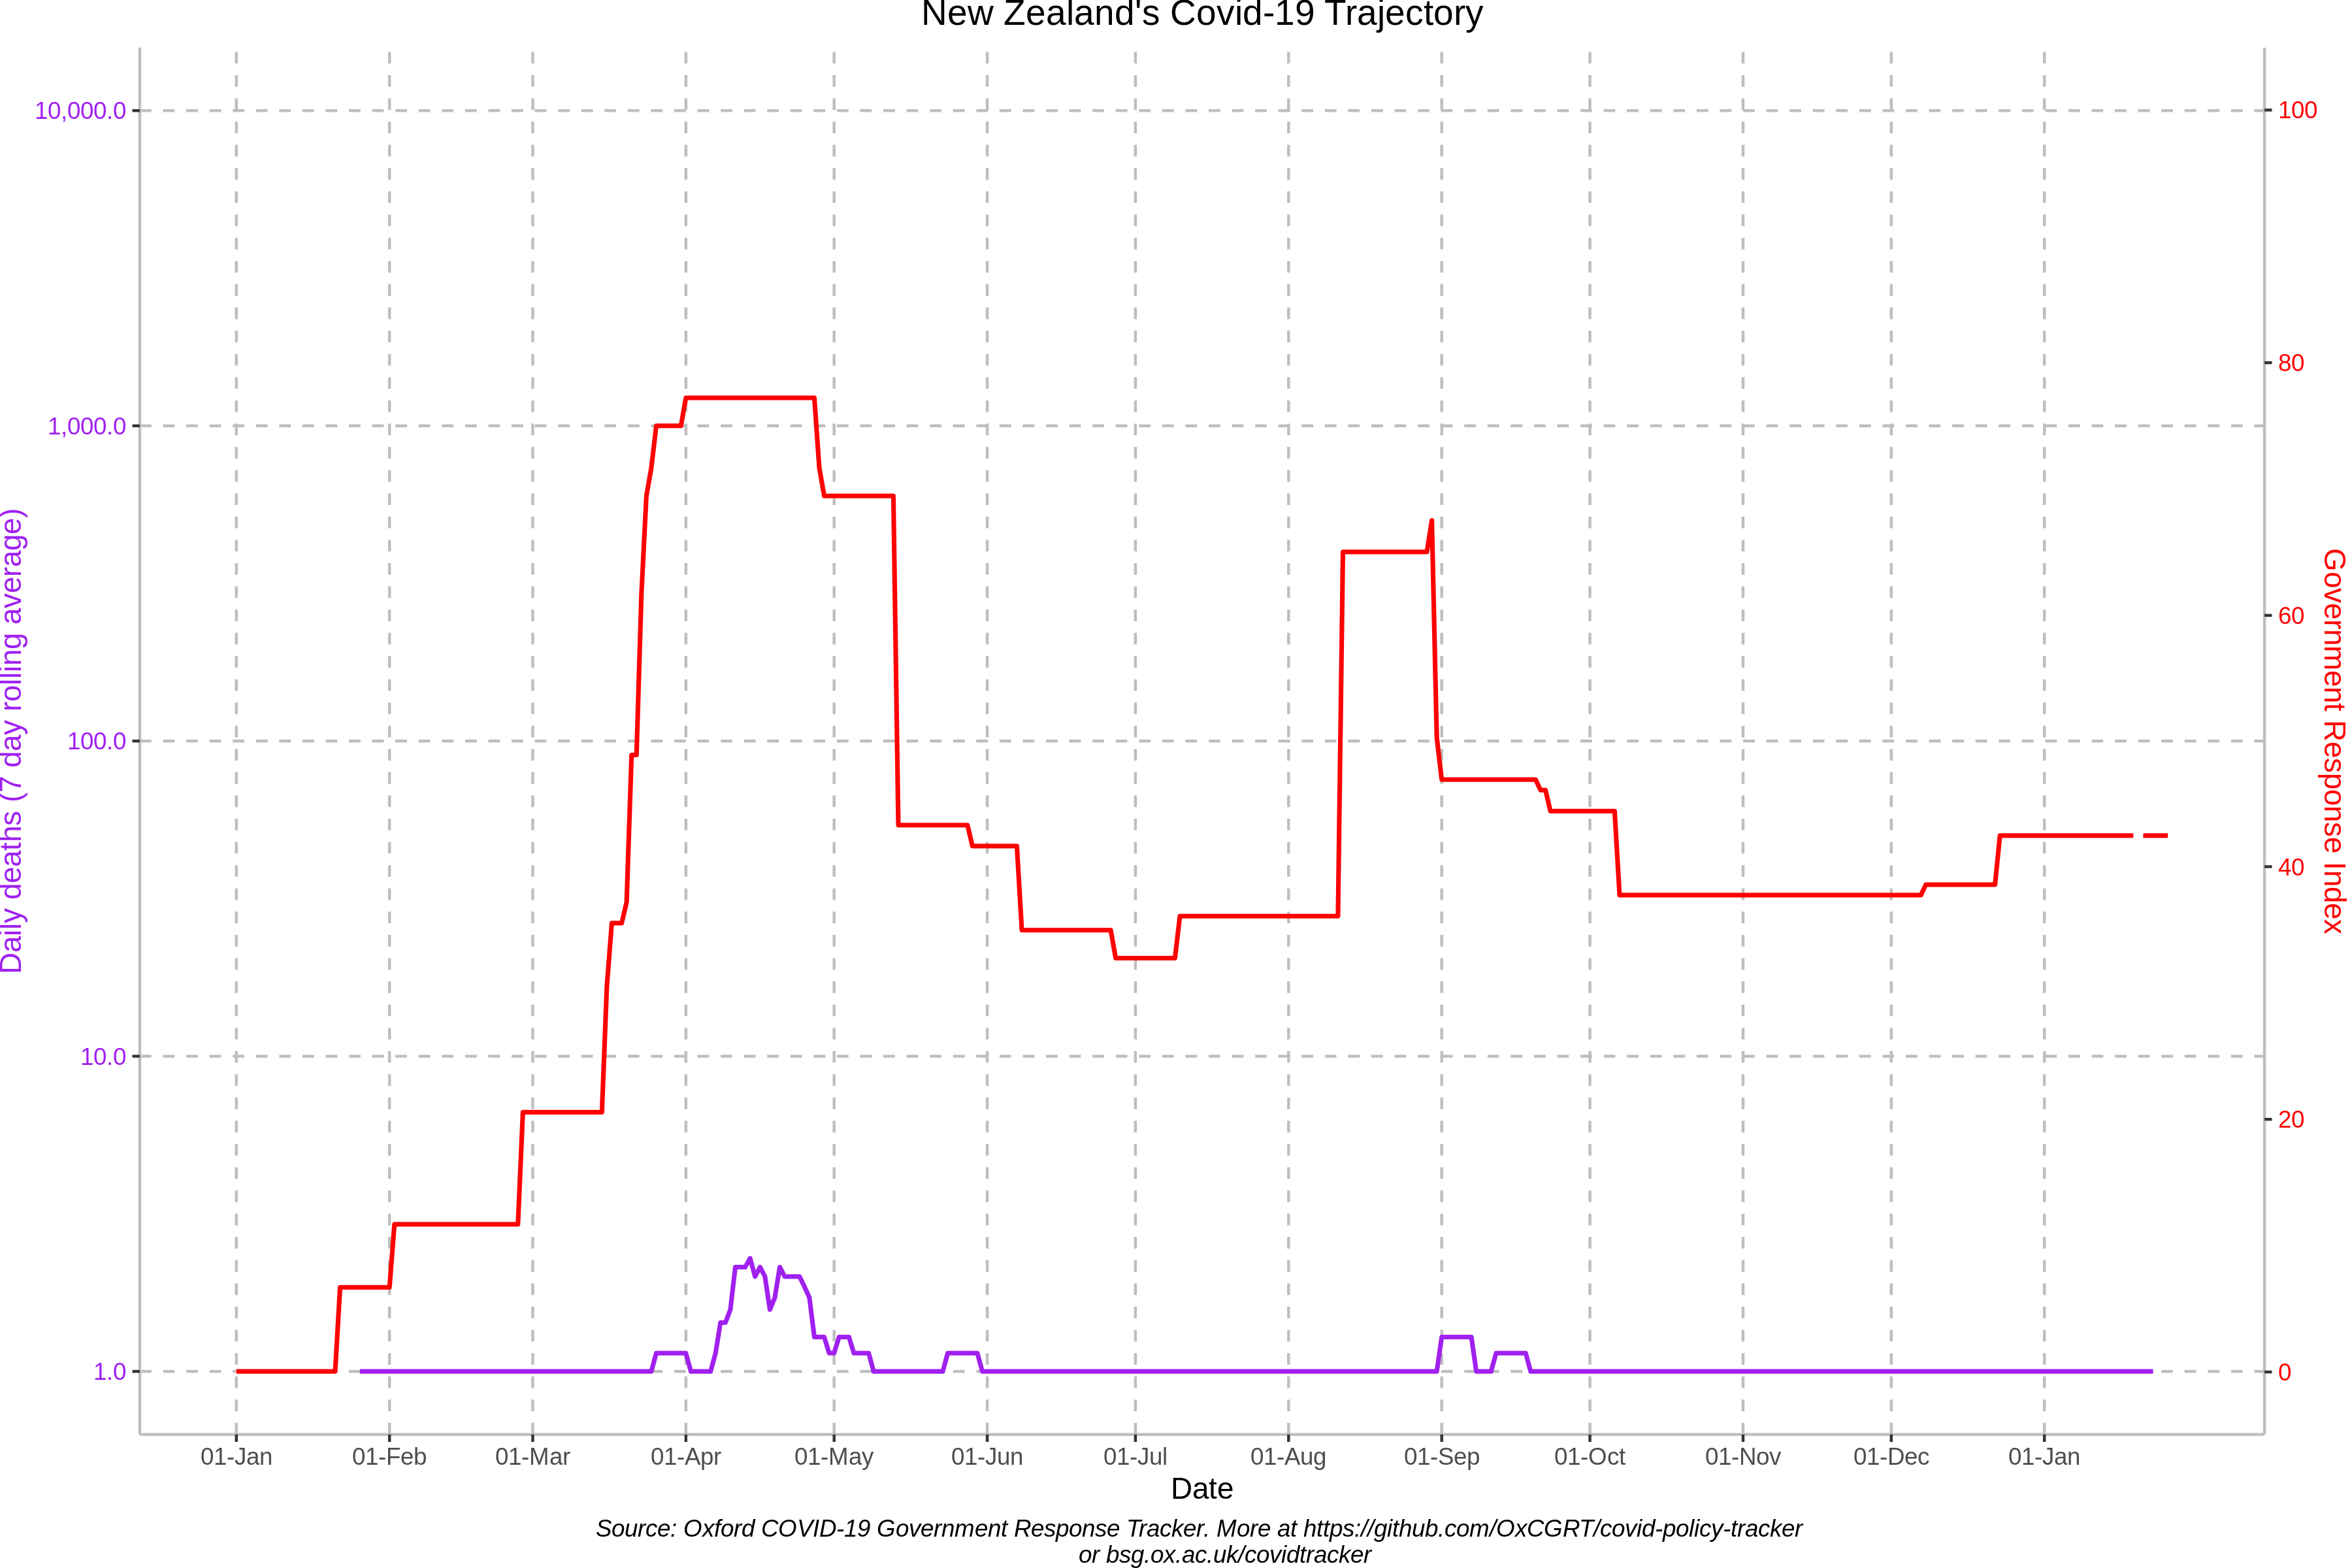 New Zealand's Covid-19 Trajectory
10,000.0
1,000.0
100.0
10.0
1.0
Daily deaths (7 day rolling average)
100
80
60
40
20
0
Government Response Index
01-Jan 01-Feb 01-Mar 01-Apr 01-May 01-Jun 01-Jul 01-Aug 01-Sep 01-Oct 01-Nov 01-Dec 01-Jan
Date
Source: Oxford COVID-19 Government Response Tracker. More at https://github.com/OxCGRT/covid-policy-tracker
or bsg.ox.ac.uk/covidtracker